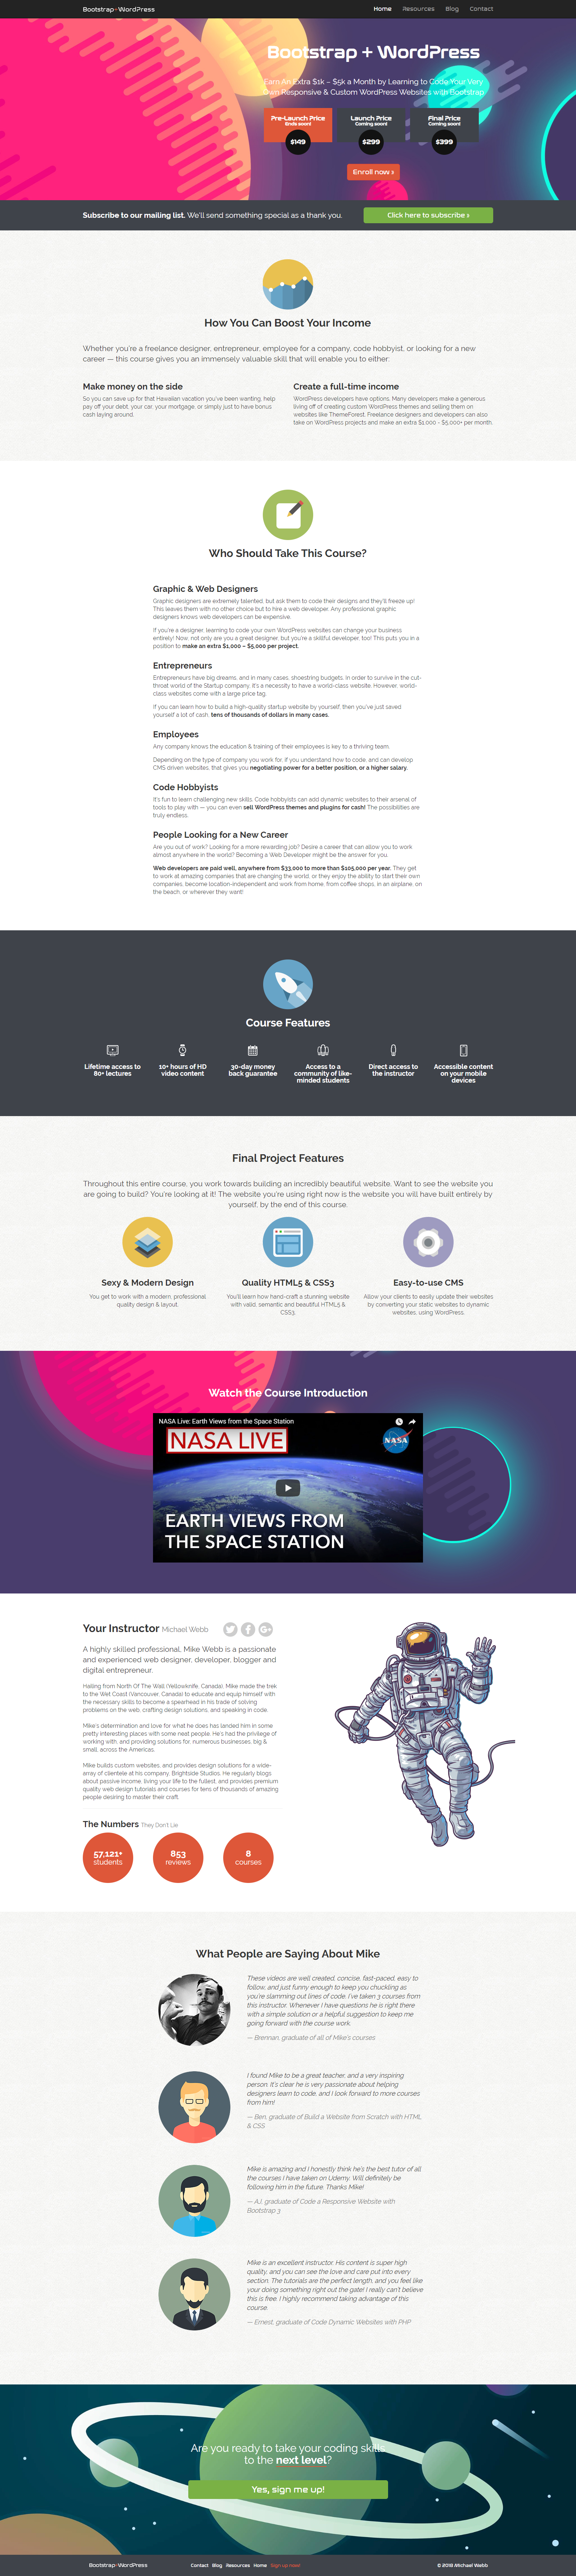 Bootstrap+WordPress
Home Resources Blog Contact
Bootstrap + WordPress
Earn An Extra $1k – $5k a Month by Learning to Code Your Very
Own Responsive & Custom WordPress Websites with Bootstrap
Pre-Launch Price
Ends soon!
$149
Launch Price
Coming soon!
$299
Final Price
Coming soon!
$399
Enroll now »
Subscribe to our mailing list. We'll send something special as a thank you.
Click here to subscribe »
How You Can Boost Your Income
Whether you're a freelance designer, entrepreneur, employee for a company, code hobbyist, or looking for a new
career — this course gives you an immensely valuable skill that will enable you to either:
Make money on the side
So you can save up for that Hawaiian vacation you've been wanting, help
pay off your debt, your car, your mortgage, or simply just to have bonus
cash laying around.
Create a full-time income
WordPress developers have options. Many developers make a generous
living off of creating custom WordPress themes and selling them on
websites like ThemeForest. Freelance designers and developers can also
take on WordPress projects and make an extra $1,000 - $5,000+ per month.
Who Should Take This Course?
Graphic & Web Designers
Graphic designers are extremely talented, but ask them to code their designs and they'll freeze up!
This leaves them with no other choice but to hire a web developer. Any professional graphic
designers knows web developers can be expensive.
If you're a designer, learning to code your own WordPress websites can change your business
entirely! Now, not only are you a great designer, but you're a skillful developer, too! This puts you in a
position to make an extra $1,000 – $5,000 per project.
Entrepreneurs
Entrepreneurs have big dreams, and in many cases, shoestring budgets. In order to survive in the cut-
throat world of the Startup company, it's a necessity to have a world-class website. However, world-
class websites come with a large price tag.
If you can learn how to build a high-quality startup website by yourself, then you've just saved
yourself a lot of cash, tens of thousands of dollars in many cases.
Employees
Any company knows the education & training of their employees is key to a thriving team.
Depending on the type of company you work for, if you understand how to code, and can develop
CMS driven websites, that gives you negotiating power for a better position, or a higher salary.
Code Hobbyists
It's fun to learn challenging new skills. Code hobbyists can add dynamic websites to their arsenal of
tools to play with — you can even sell WordPress themes and plugins for cash! The possibilities are
truly endless.
People Looking for a New Career
Are you out of work? Looking for a more rewarding job? Desire a career that can allow you to work
almost anywhere in the world? Becoming a Web Developer might be the answer for you.
Web developers are paid well, anywhere from $33,000 to more than $105,000 per year. They get
to work at amazing companies that are changing the world, or they enjoy the ability to start their own
companies, become location-independent and work from home, from coffee shops, in an airplane, on
the beach, or wherever they want!
Course Features
Lifetime access to
80+ lectures
10+ hours of HD
video content
30-day money
back guarantee
Access to a
community of like-
minded students
Direct access to
the instructor
Accessible content
on your mobile
devices
Final Project Features
Throughout this entire course, you work towards building an incredibly beautiful website. Want to see the website you
are going to build? You're looking at it! The website you're using right now is the website you will have built entirely by
yourself, by the end of this course.
Sexy & Modern Design
You get to work with a modern, professional
quality design & layout.
Quality HTML5 & CSS3
You'll learn how hand-craft a stunning website
with valid, semantic and beautiful HTML5 &
CSS3.
Easy-to-use CMS
Allow your clients to easily update their websites
by converting your static websites to dynamic
websites, using WordPress.
Watch the Course Introduction
NASA Live: Earth Views from the Space Station
NASA LIVE
NASA
EARTH VIEWS FROM
THE SPACE STATION
Your Instructor Michael Webb
A highly skilled professional, Mike Webb is a passionate
and experienced web designer, developer, blogger and
digital entrepreneur.
Hailing from North Of The Wall (Yellowknife, Canada), Mike made the trek
to the Wet Coast (Vancouver, Canada) to educate and equip himself with
the necessary skills to become a spearhead in his trade of solving
problems on the web, crafting design solutions, and speaking in code.
Mike's determination and love for what he does has landed him in some
pretty interesting places with some neat people. He's had the privilege of
working with, and providing solutions for, numerous businesses, big &
small, across the Americas.
Mike builds custom websites, and provides design solutions for a wide-
array of clientele at his company, Brightside Studios. He regularly blogs
about passive income, living your life to the fullest, and provides premium
quality web design tutorials and courses for tens of thousands of amazing
people desiring to master their craft.
The Numbers They Don't Lie
57,121+
students
853
reviews
8
courses
What People are Saying About Mike
These videos are well created, concise, fast-paced, easy to
follow, and just funny enough to keep you chuckling as
you're slamming out lines of code. I've taken 3 courses from
this instructor. Whenever I have questions he is right there
with a simple solution or a helpful suggestion to keep me
going forward with the course work.
— Brennan, graduate of all of Mike's courses
I found Mike to be a great teacher, and a very inspiring
person. It's clear he is very passionate about helping
designers learn to code, and I look forward to more courses
from him!
— Ben, graduate of Build a Website from Scratch with HTML
& CSS
Mike is amazing and I honestly think he's the best tutor of all
the courses I have taken on Udemy. Will definitely be
following him in the future. Thanks Mike!
— AJ, graduate of Code a Responsive Website with
Bootstrap 3
Mike is an excellent instructor. His content is super high
quality, and you can see the love and care put into every
section. The tutorials are the perfect length, and you feel like
your doing something right out the gate! I really can't believe
this is free. I highly recommend taking advantage of this
course.
— Ernest, graduate of Code Dynamic Websites with PHP
Are you ready to take your coding skills
to the next level?
Yes, sign me up!
Bootstrap+WordPress
Contact Blog Resources Home Sign up now!
© 2018 Michael Webb